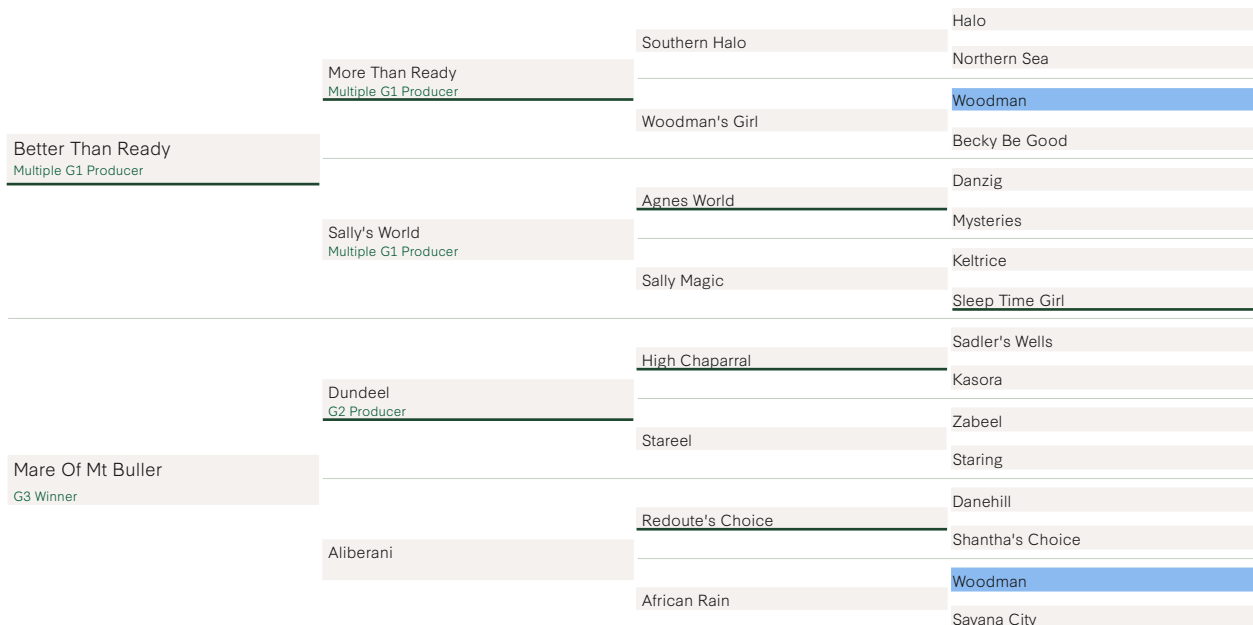 Better Than Ready
Multiple G1 Producer
Mare Of Mt Buller
G3 Winner
More Than Ready
Multiple G1 Producer
Sally's World
Multiple G1 Producer
Dundeel
G2 Producer
Aliberani
Southern Halo
Woodman's Girl
Agnes World
Sally Magic
High Chaparral
Stareel
Redoute's Choice
African Rain
Halo
Northern Sea
Woodman
Becky Be Good
Danzig
Mysteries
Keltrice
Sleep Time Girl
Sadler's Wells
Kasora
Zabeel
Staring
Danehill
Shantha's Choice
Woodman
Savana City